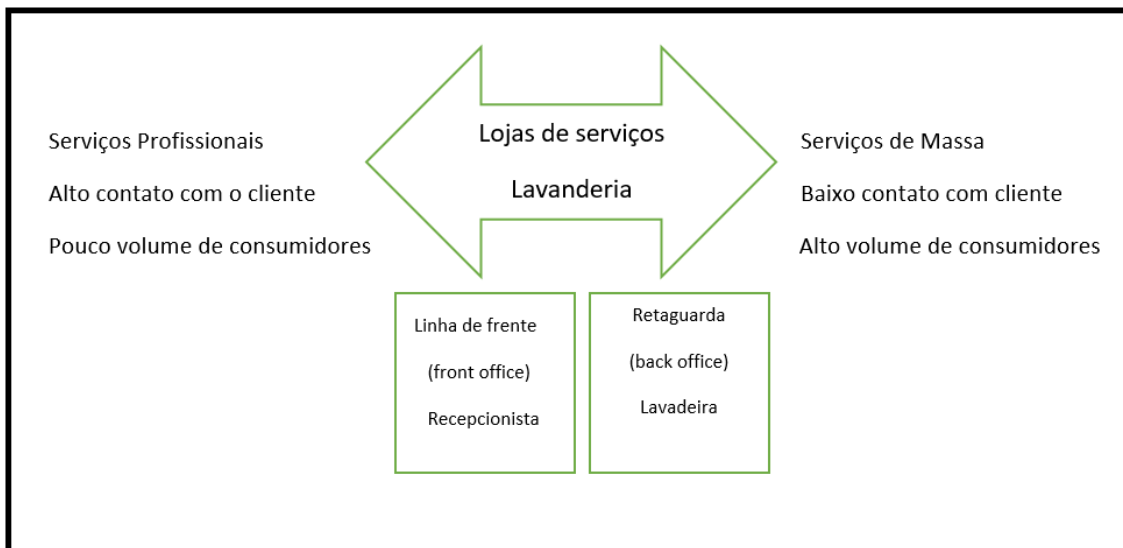 Serviços Profissionais
Alto contato com o cliente
Pouco volume de consumidores
Lojas de serviços
Lavanderia
Serviços de Massa
Baixo contato com cliente
Alto volume de consumidores
Linha de frente
(front office)
Recepcionista
Retaguarda
(back office)
Lavadeira